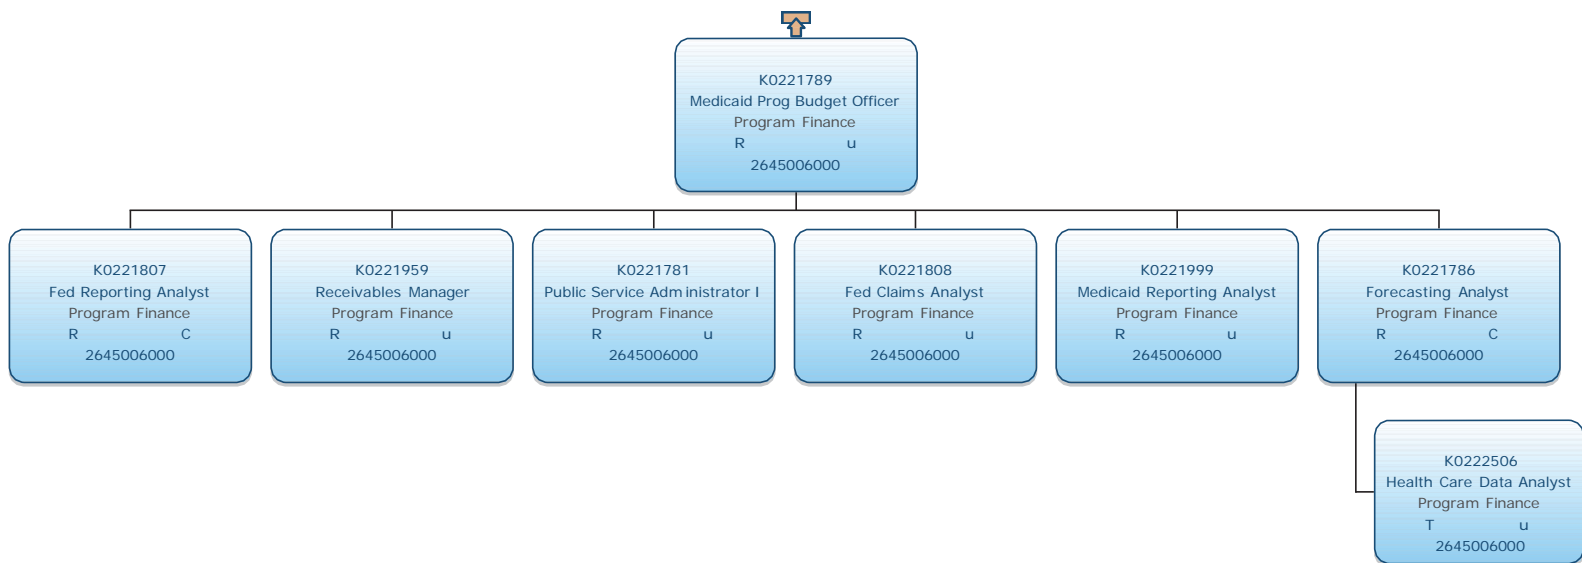 K0221789
Medicaid Prog Budget Officer
Program Finance
R u
2645006000
K0221807
Fed Reporting Analyst
Program Finance
R C
2645006000
K0221959
Receivables Manager
Program Finance
R u
2645006000
K0221781
Public Service Administrator I
Program Finance
R u
2645006000
K0221808
Fed Claims Analyst
Program Finance
R u
2645006000
K0221999
Medicaid Reporting Analyst
Program Finance
R u
2645006000
K0221786
Forecasting Analyst
Program Finance
R C
2645006000
K0222506
Health Care Data Analyst
Program Finance
T u
2645006000